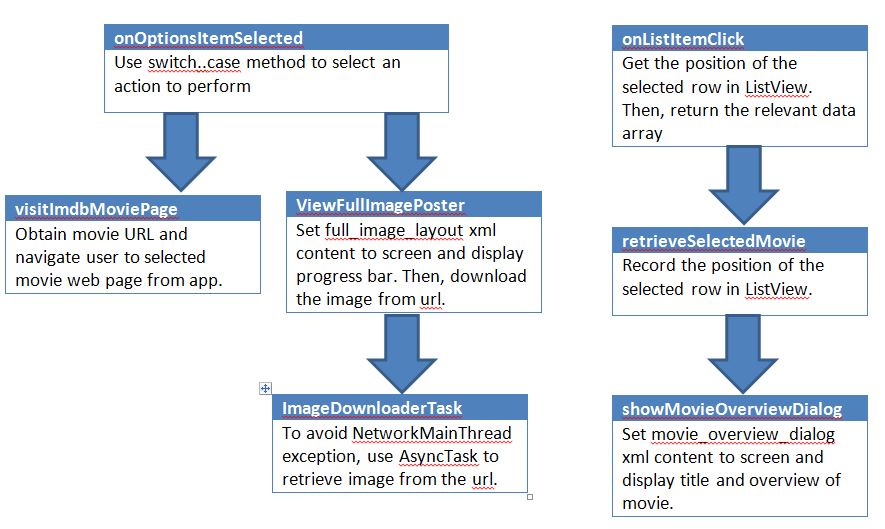 onOptionsItemSelected
Use switch..case method to select an
action to perform
visitImdbMoviePage
Obtain movie URL and
navigate user to selected
movie web page from app.
ViewFullImagePoster
Set full_image_layout xml
content to screen and display
progress bar. Then, download
the image from url.
ImageDownloaderTask
To avoid NetworkMainThread
exception, use AsyncTask to
retrieve image from the url.
onListItemClick
Get the position of the
selected row in ListView.
Then, return the relevant data
array
retrieveSelectedMovie
Record the position of the
selected row in ListView.
showMovieOverviewDialog
Set movie_overview_dialog
xml content to screen and
display title and overview of
movie.